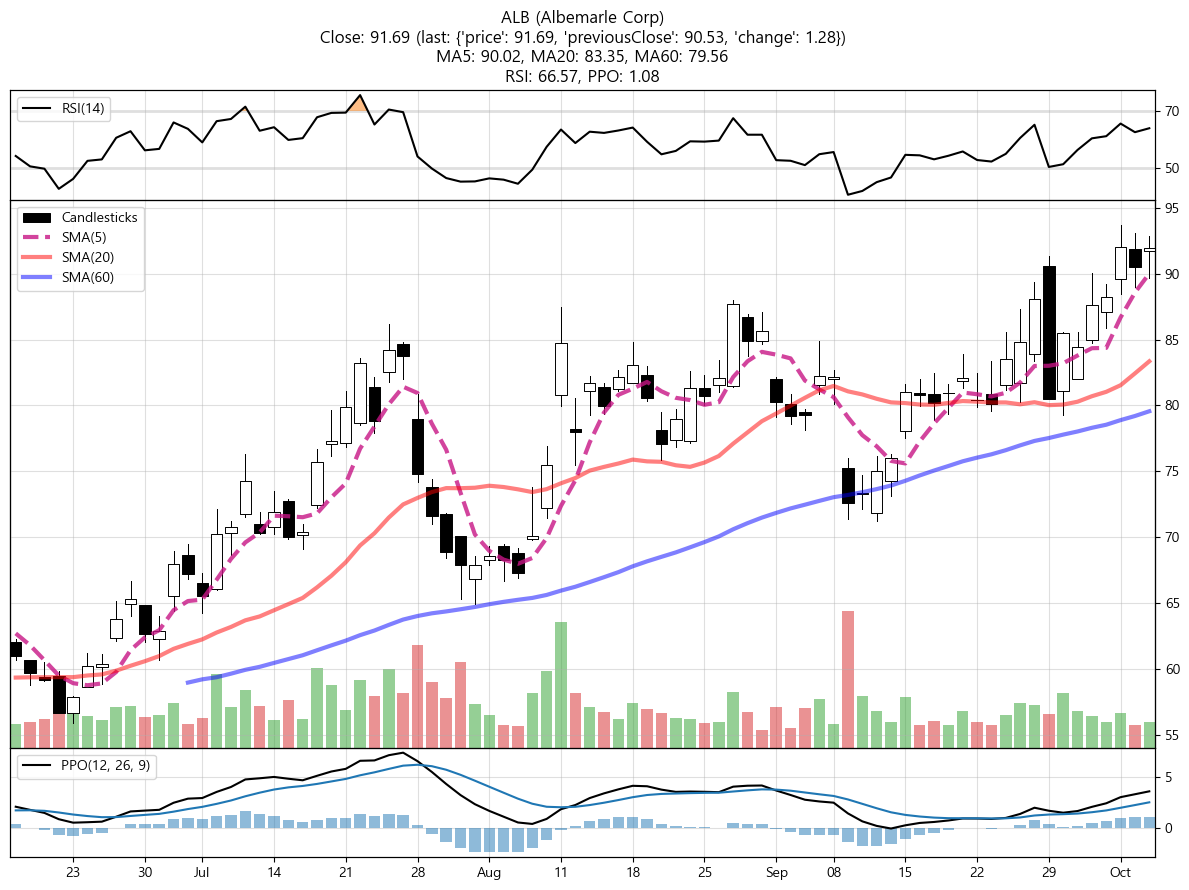 ALB (Albemarle Corp)
Close: 91.69 (last: {'price': 91.69, 'previousClose': 90.53, 'change': 1.28})
MA5: 90.02, MA20: 83.35, MA60: 79.56
RSI: 66.57, PPO: 1.08
RSI(14)
70
50
Candlesticks
SMA(5)
SMA(20)
SMA(60)
95
90
85
80
75
70
65
60
55
PPO(12, 26, 9)
5
0
23 30 Jul 14 21 28 Aug 11 18 25 Sep 08 15 22 29 Oct